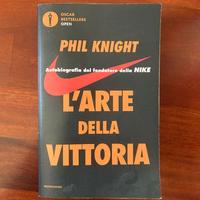 OSCAR
BESTSELLERS
OPEN
PHIL KNIGHT
Autobiografia del fondatore della NIKE
L'ARTE
DELLA
VITTORIA
MONDADORI